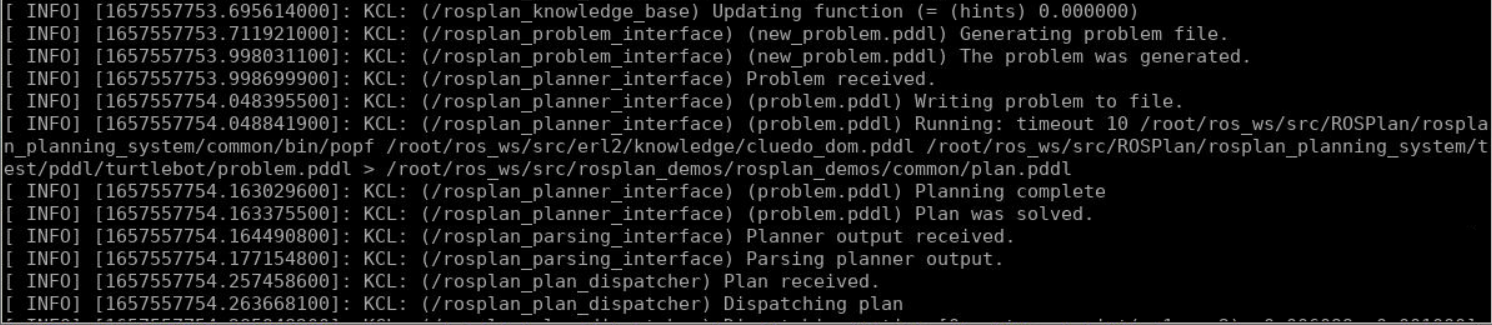 [ INFO] [1657557753.695614000]: KCL: (/rosplan_knowledge_base) Updating function (= (hints) 0.000000)
[ INFO] [1657557753.711921000]: KCL: (/rosplan_problem_interface) (new_problem.pddl) Generating problem file.
[ INFO] [1657557753.998031100]: KCL: (/rosplan_problem_interface) (new_problem.pddl) The problem was generated.
[ INFO] [1657557753.998699900]: KCL: (/rosplan_planner_interface) Problem received.
[ INFO] [1657557754.048395500]: KCL: (/rosplan_planner_interface) (problem.pddl) Writing problem to file.
[ INFO] [1657557754.048841900]: KCL: (/rosplan_planner_interface) (problem.pddl) Running: timeout 10 /root/ros_ws/src/ROSPlan/rospla
n_planning_system/common/bin/popf /root/ros_ws/src/erl2/knowledge/cluedo_dom.pddl /root/ros_ws/src/ROSPlan/rosplan_planning_system/t
est/pddl/turtlebot/problem.pddl > /root/ros_ws/src/rosplan_demos/rosplan_demos/common/plan.pddl
[ INFO] [1657557754.163029600]: KCL: (/rosplan_planner_interface) (problem.pddl) Planning complete
[ INFO] [1657557754.163375500]: KCL: (/rosplan_planner_interface) (problem.pddl) Plan was solved.
[ INFO] [1657557754.164490800]: KCL: (/rosplan_parsing_interface) Planner output received.
[ INFO] [1657557754.177154800]: KCL: (/rosplan_parsing_interface) Parsing planner output.
[ INFO] [1657557754.257458600]: KCL: (/rosplan_plan_dispatcher) Plan received.
[ INFO] [1657557754.263668100]: KCL: (/rosplan_plan_dispatcher) Dispatching plan